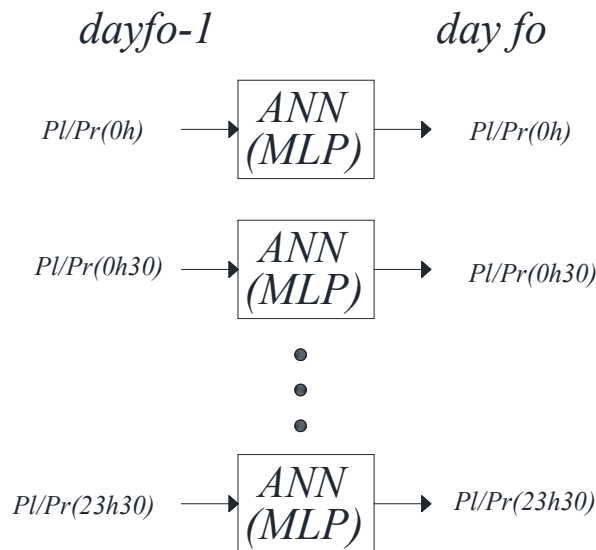 dayfo-1 day fo
Pl/Pr(0h) ANN (MLP) Pl/Pr(0h)
Pl/Pr(0h30) ANN (MLP) Pl/Pr(0h30)
Pl/Pr(23h30) ANN (MLP) Pl/Pr(23h30)